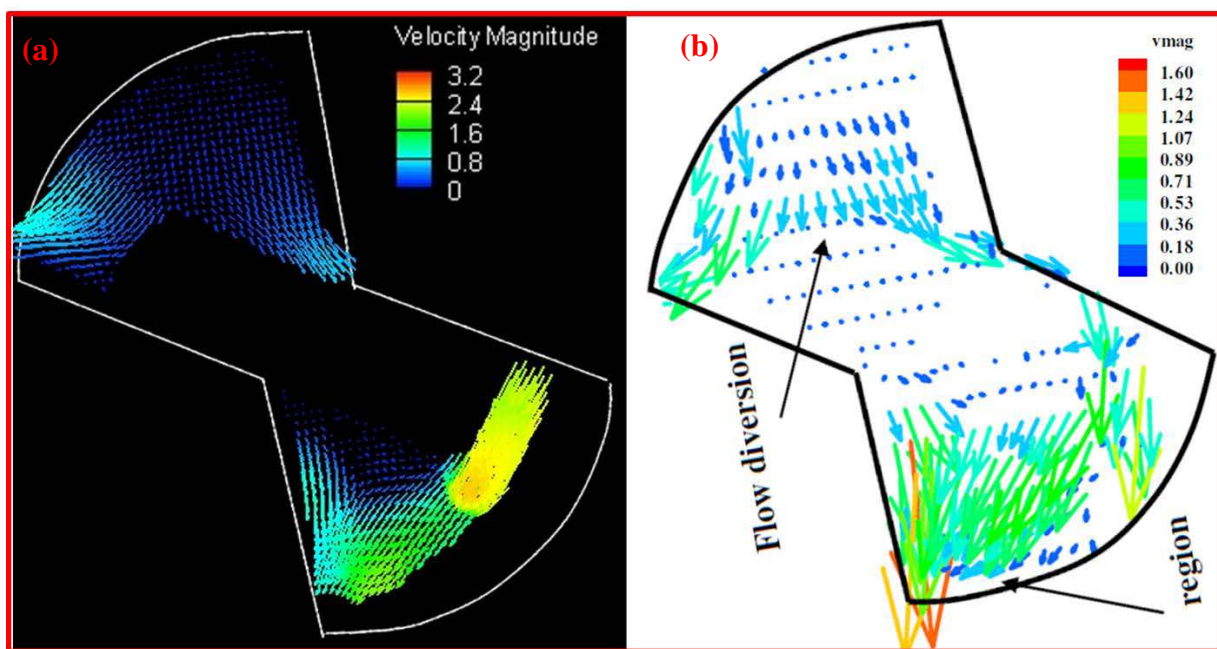 (a)
Velocity Magnitude
3.2
2.4
1.6
0.8
0
(b)
vmag
1.60
1.42
1.24
1.07
0.89
0.71
0.53
0.36
0.18
0.00
Flow diversion
region